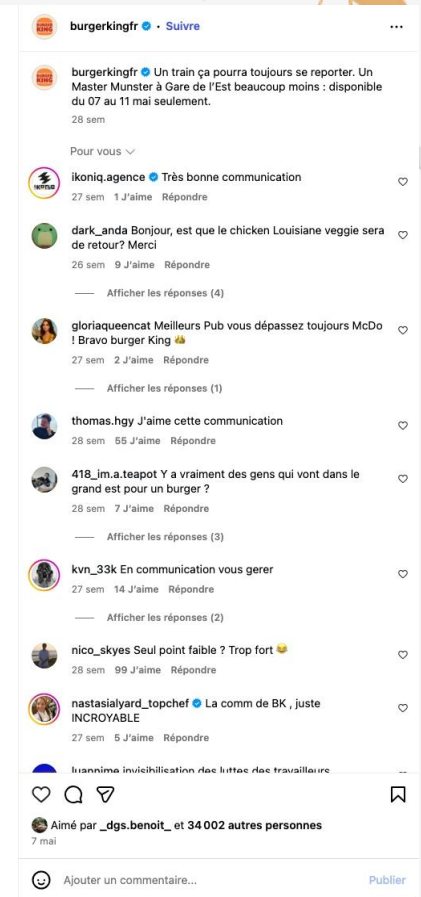 burgerkingfr • Suivre
burgerkingfr Un train ça pourra toujours se reporter. Un
Master Munster à Gare de l'Est beaucoup moins : disponible
du 07 au 11 mai seulement.
28 sem
Pour vous
ikoniq.agence Très bonne communication
27 sem 1 J'aime Répondre
dark_anda Bonjour, est que le chicken Louisiane veggie sera
de retour? Merci
26 sem 9 J'aime Répondre
Afficher les réponses (4)
gloriaqueencat Meilleurs Pub vous dépassez toujours McDo
! Bravo burger King
27 sem 2 J'aime Répondre
Afficher les réponses (1)
thomas.hgy J'aime cette communication
28 sem 55 J'aime Répondre
418_im.a.teapot Y a vraiment des gens qui vont dans le
grand est pour un burger ?
28 sem 7 J'aime Répondre
Afficher les réponses (3)
kvn_33k En communication vous gerer
27 sem 14 J'aime Répondre
Afficher les réponses (2)
nico_skyes Seul point faible ? Trop fort 😂
28 sem 99 J'aime Répondre
nastasialyard_topchef La comm de BK , juste
INCROYABLE
27 sem 5 J'aime Répondre
luannime invisibilisation des luttes des travailleurs
Aimé par _dgs.benoit_ et 34 002 autres personnes
7 mai
Ajouter un commentaire... Publier